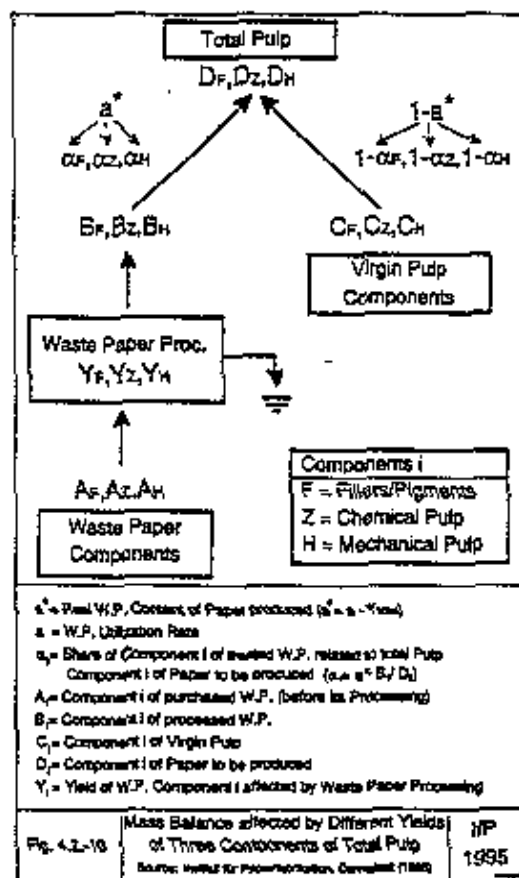 Total Pulp
DF,DZ,DH
a*
1-a*
αF,αZ,αH
1-αF,1-αZ,1-αH
BF,BZ,BH
CF,CZ,CH
Virgin Pulp
Components
Waste Paper Proc.
YF,YZ,YH
AF,AZ,AH
Waste Paper
Components
Components i
F = Fillers/Pigments
Z = Chemical Pulp
H = Mechanical Pulp
a* = Real W.P. Content of Paper produced (a* = a ·
a = W.P. Utilization Rate
= Share of Component i of treated W.P. related to total Pulp
Component i of Paper to be produced
Ai = Component i of purchased W.P. (before its Processing)
Bi = Component i of processed W.P.
Ci = Component i of Virgin Pulp
Di = Component i of Paper to be produced
Yi = Yield of W.P. Component i affected by Waste Paper Processing
Fig. 4.2.-10
Mass Balance affected by Different Yields
of Three Components of Total Pulp
Source: Institut für Papierfabrikation, Darmstadt
IfP
1995